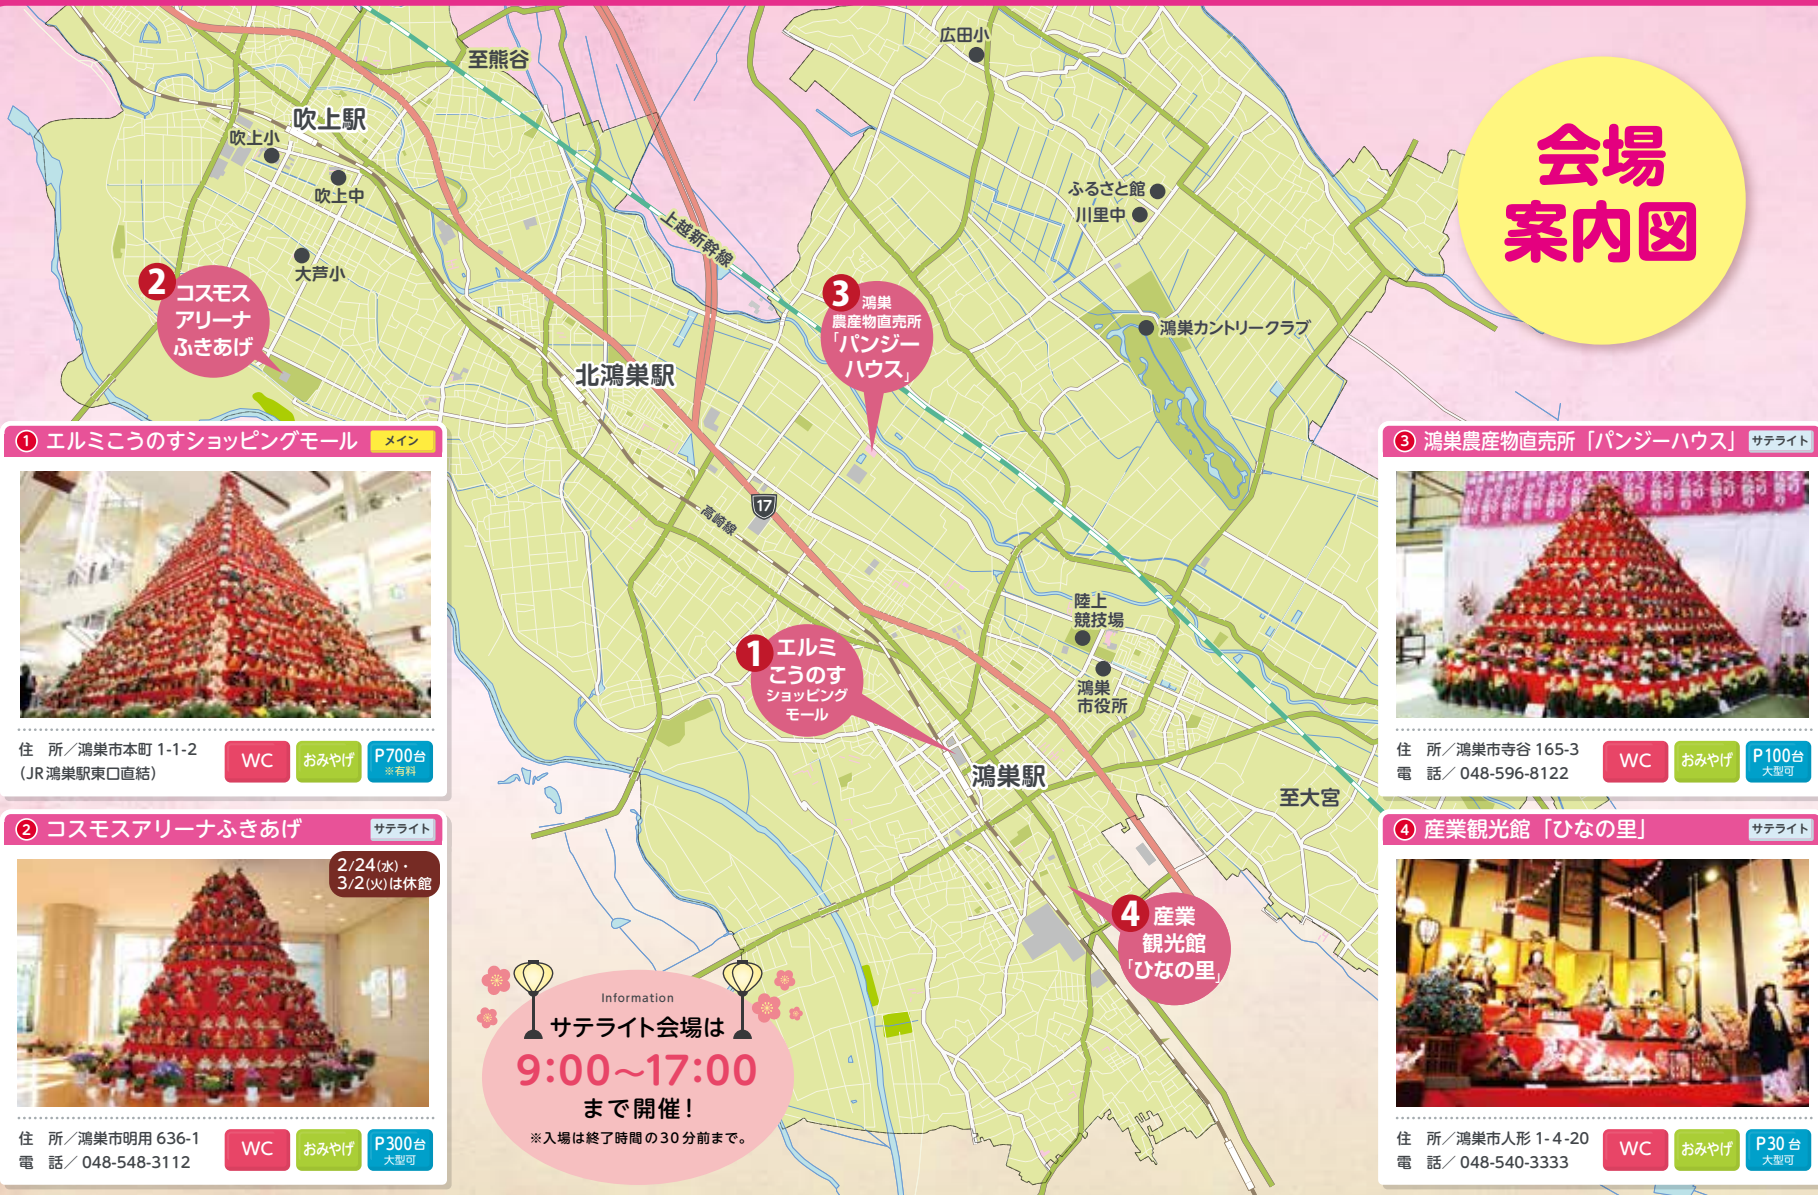 会場
案内図
至熊谷
広田小
吹上駅
吹上小
吹上中
大芦小
上越新幹線
ふるさと館
川里中
鴻巣カントリークラブ
北鴻巣駅
17
高崎線
陸上
競技場
鴻巣
市役所
鴻巣駅
至大宮
2
コスモス
アリーナ
ふきあげ
3
鴻巣
農産物直売所
「パンジー
ハウス」
1
エルミ
こうのす
ショッピング
モール
4
産業
観光館
「ひなの里」
1 エルミこうのすショッピングモール メイン
住　所／鴻巣市本町 1-1-2
（JR鴻巣駅東口直結）
WC おみやげ P700台
※有料
2 コスモスアリーナふきあげ サテライト
2/24(水)・
3/2(火)は休館
住　所／鴻巣市明用 636-1
電　話／ 048-548-3112
WC おみやげ P300台
大型可
3 鴻巣農産物直売所「パンジーハウス」 サテライト
住　所／鴻巣市寺谷 165-3
電　話／ 048-596-8122
WC おみやげ P100台
大型可
4 産業観光館「ひなの里」 サテライト
住　所／鴻巣市人形 1-4-20
電　話／ 048-540-3333
WC おみやげ P30台
大型可
Information
サテライト会場は
9:00〜17:00
まで開催！
※入場は終了時間の30分前まで。